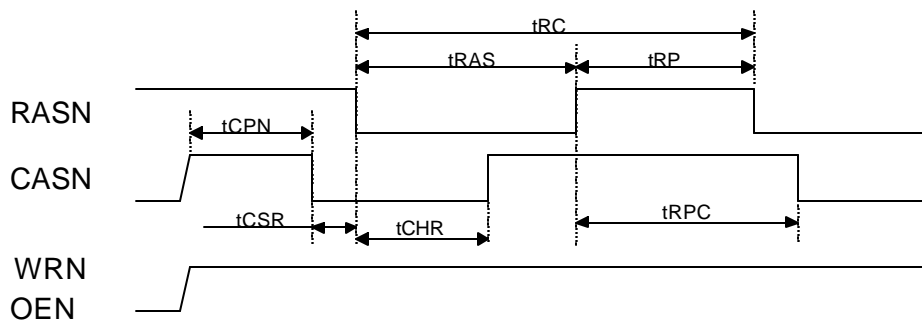 tRC
tRAS
tRP
RASN
tCPN
CASN
tCSR
tCHR
tRPC
WRN
OEN